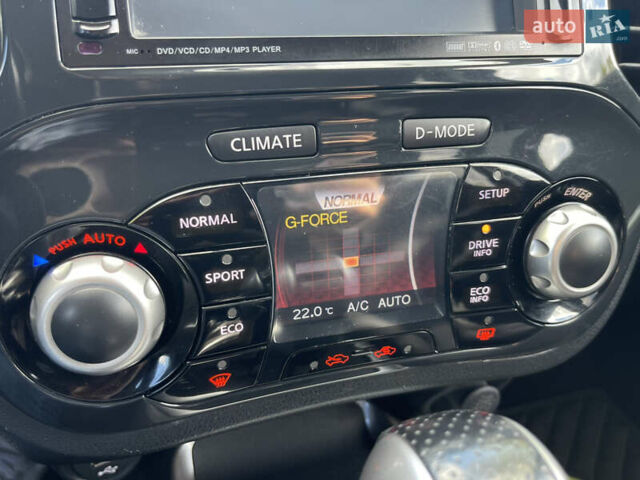 auto RIA.com
MIC
DVD/VCD/CD/MP4/MP3 PLAYER
CLIMATE
D-MODE
NORMAL
SETUP
NORMAL
G-FORCE
PUSH
ENTER
PUSH AUTO
SPORT
DRIVE
INFO
ECO
ECO
INFO
22.0 °C A/C AUTO